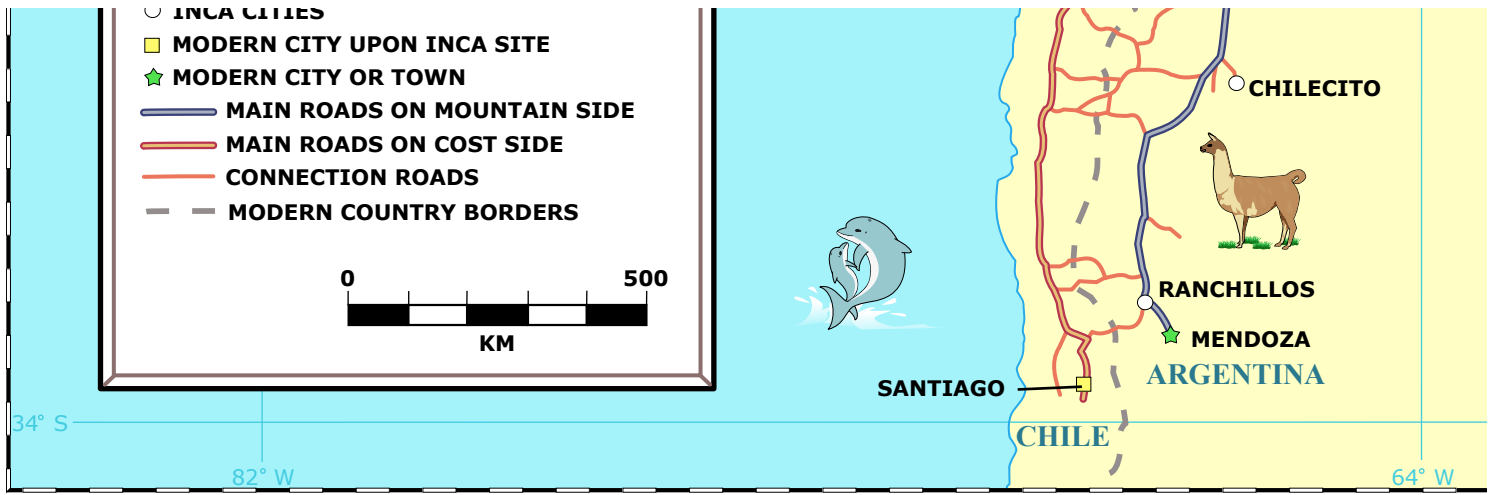 INCA CITIES
MODERN CITY UPON INCA SITE
MODERN CITY OR TOWN
MAIN ROADS ON MOUNTAIN SIDE
MAIN ROADS ON COST SIDE
CONNECTION ROADS
MODERN COUNTRY BORDERS
0 500
KM
CHILECITO
RANCHILLOS
MENDOZA
ARGENTINA
SANTIAGO
CHILE
34° S
82° W
64° W